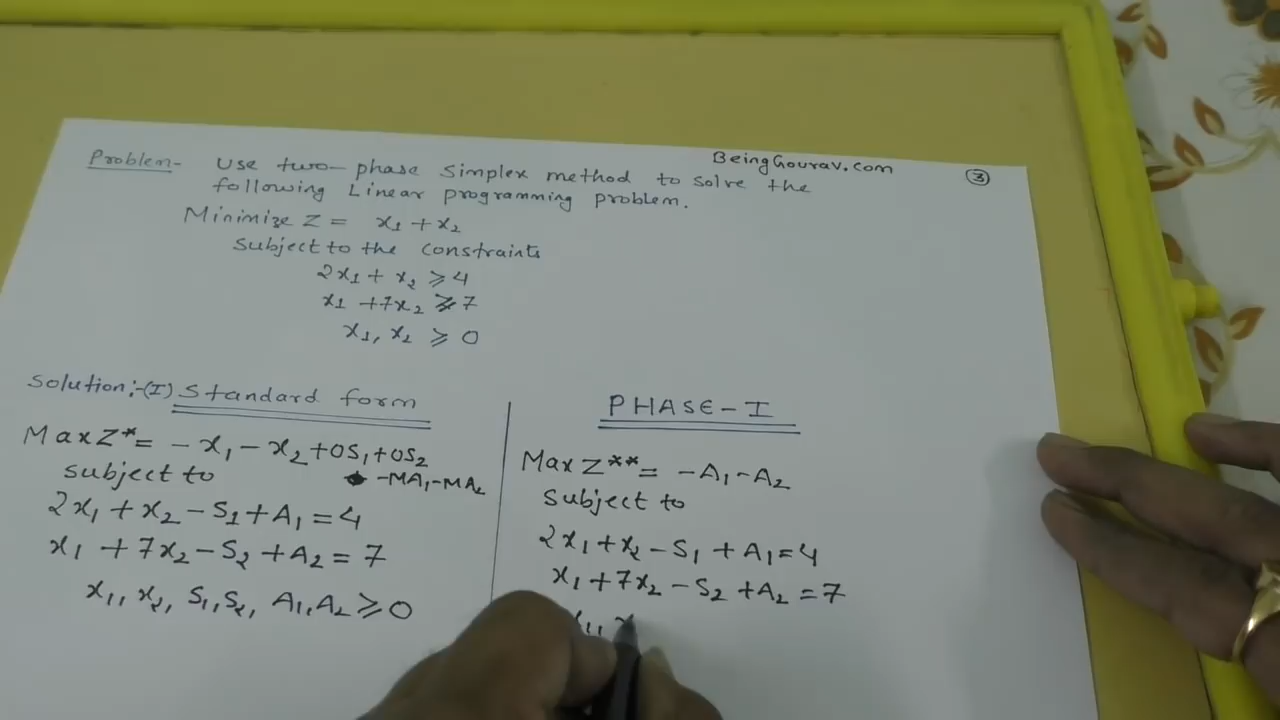 BeingGourav.com
③
Problem- Use two-phase simplex method to solve the
following Linear programming problem.
Minimize Z = x₁ + x₂
Subject to the constraints
2x₁ + x₂ ≥ 4
x₁ + 7x₂ ≥ 7
x₁, x₂ ≥ 0
Solution:-(I) Standard form
Max Z* = -x₁ - x₂ + 0S₁ + 0S₂
-MA₁-MA₂
Subject to
2x₁ + x₂ - S₁ + A₁ = 4
x₁ + 7x₂ - S₂ + A₂ = 7
x₁, x₂, S₁, S₂, A₁, A₂ ≥ 0
PHASE-I
Max Z** = -A₁ - A₂
Subject to
2x₁ + x₂ - S₁ + A₁ = 4
x₁ + 7x₂ - S₂ + A₂ = 7